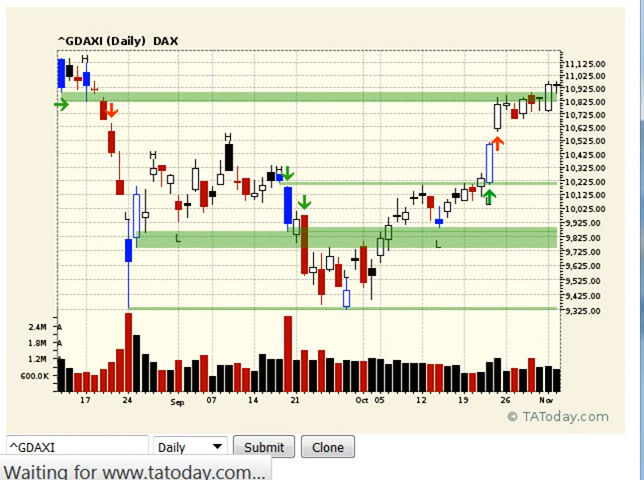 ^GDAXI (Daily) DAX
H
H
H
H
H
L
L
L
L
L
11,125.00
11,025.00
10,925.00
10,825.00
10,725.00
10,625.00
10,525.00
10,425.00
10,325.00
10,225.00
10,125.00
10,025.00
9,925.00
9,825.00
9,725.00
9,625.00
9,525.00
9,425.00
9,325.00
2.4M A
1.8M A
1.2M A
600.0K
17 24 Sep 07 14 21 Oct 05 12 19 26 Nov
© TAToday.com
^GDAXI Daily Submit Clone
Waiting for www.tatoday.com...